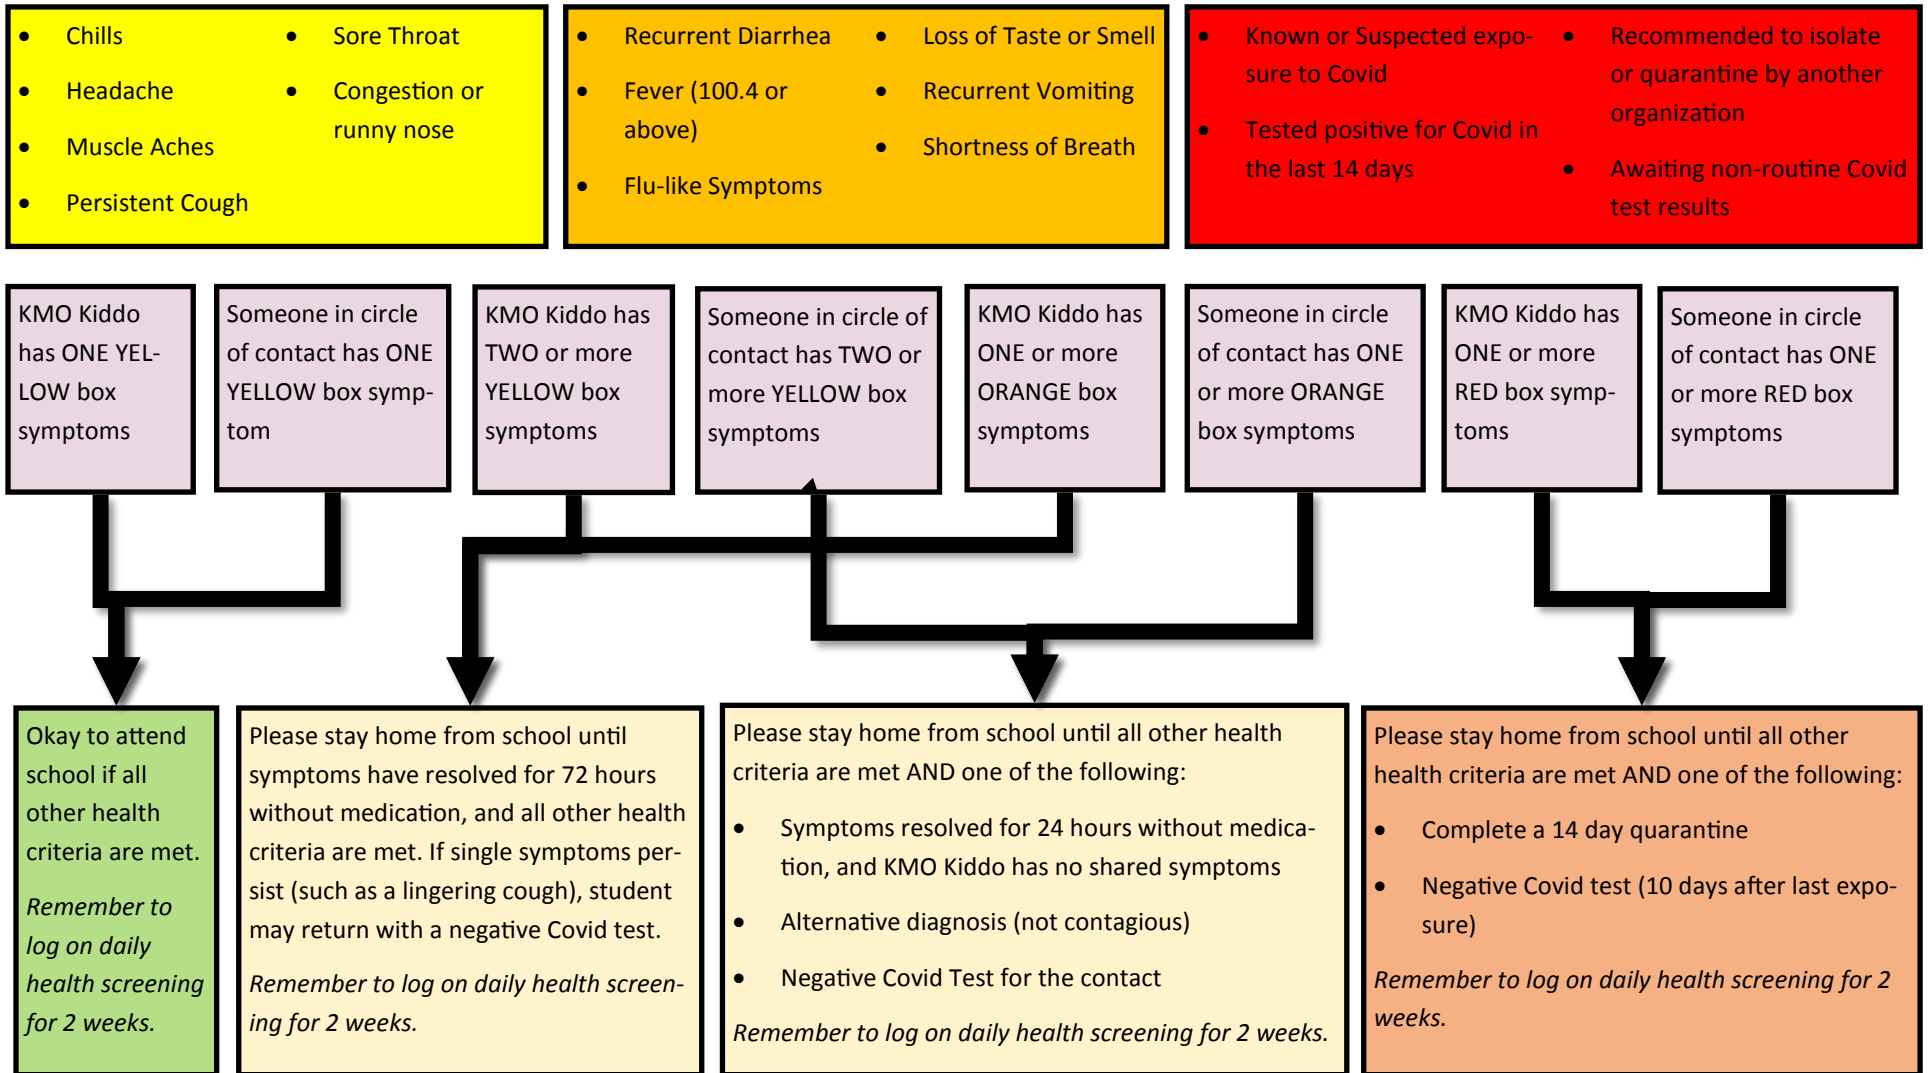 Chills
Headache
Muscle Aches
Persistent Cough
Sore Throat
Congestion or
runny nose
Recurrent Diarrhea
Fever (100.4 or
above)
Flu-like Symptoms
Loss of Taste or Smell
Recurrent Vomiting
Shortness of Breath
Known or Suspected expo-
sure to Covid
Tested positive for Covid in
the last 14 days
Recommended to isolate
or quarantine by another
organization
Awaiting non-routine Covid
test results
KMO Kiddo
has ONE YEL-
LOW box
symptoms
Someone in circle
of contact has ONE
YELLOW box symp-
tom
KMO Kiddo has
TWO or more
YELLOW box
symptoms
Someone in circle of
contact has TWO or
more YELLOW box
symptoms
KMO Kiddo has
ONE or more
ORANGE box
symptoms
Someone in circle
of contact has ONE
or more ORANGE
box symptoms
KMO Kiddo has
ONE or more
RED box symp-
toms
Someone in circle
of contact has ONE
or more RED box
symptoms
Okay to attend
school if all
other health
criteria are met.
Remember to
log on daily
health screening
for 2 weeks.
Please stay home from school until
symptoms have resolved for 72 hours
without medication, and all other health
criteria are met. If single symptoms per-
sist (such as a lingering cough), student
may return with a negative Covid test.
Remember to log on daily health screen-
ing for 2 weeks.
Please stay home from school until all other health
criteria are met AND one of the following:
Symptoms resolved for 24 hours without medica-
tion, and KMO Kiddo has no shared symptoms
Alternative diagnosis (not contagious)
Negative Covid Test for the contact
Remember to log on daily health screening for 2 weeks.
Please stay home from school until all other
health criteria are met AND one of the following:
Complete a 14 day quarantine
Negative Covid test (10 days after last expo-
sure)
Remember to log on daily health screening for 2
weeks.